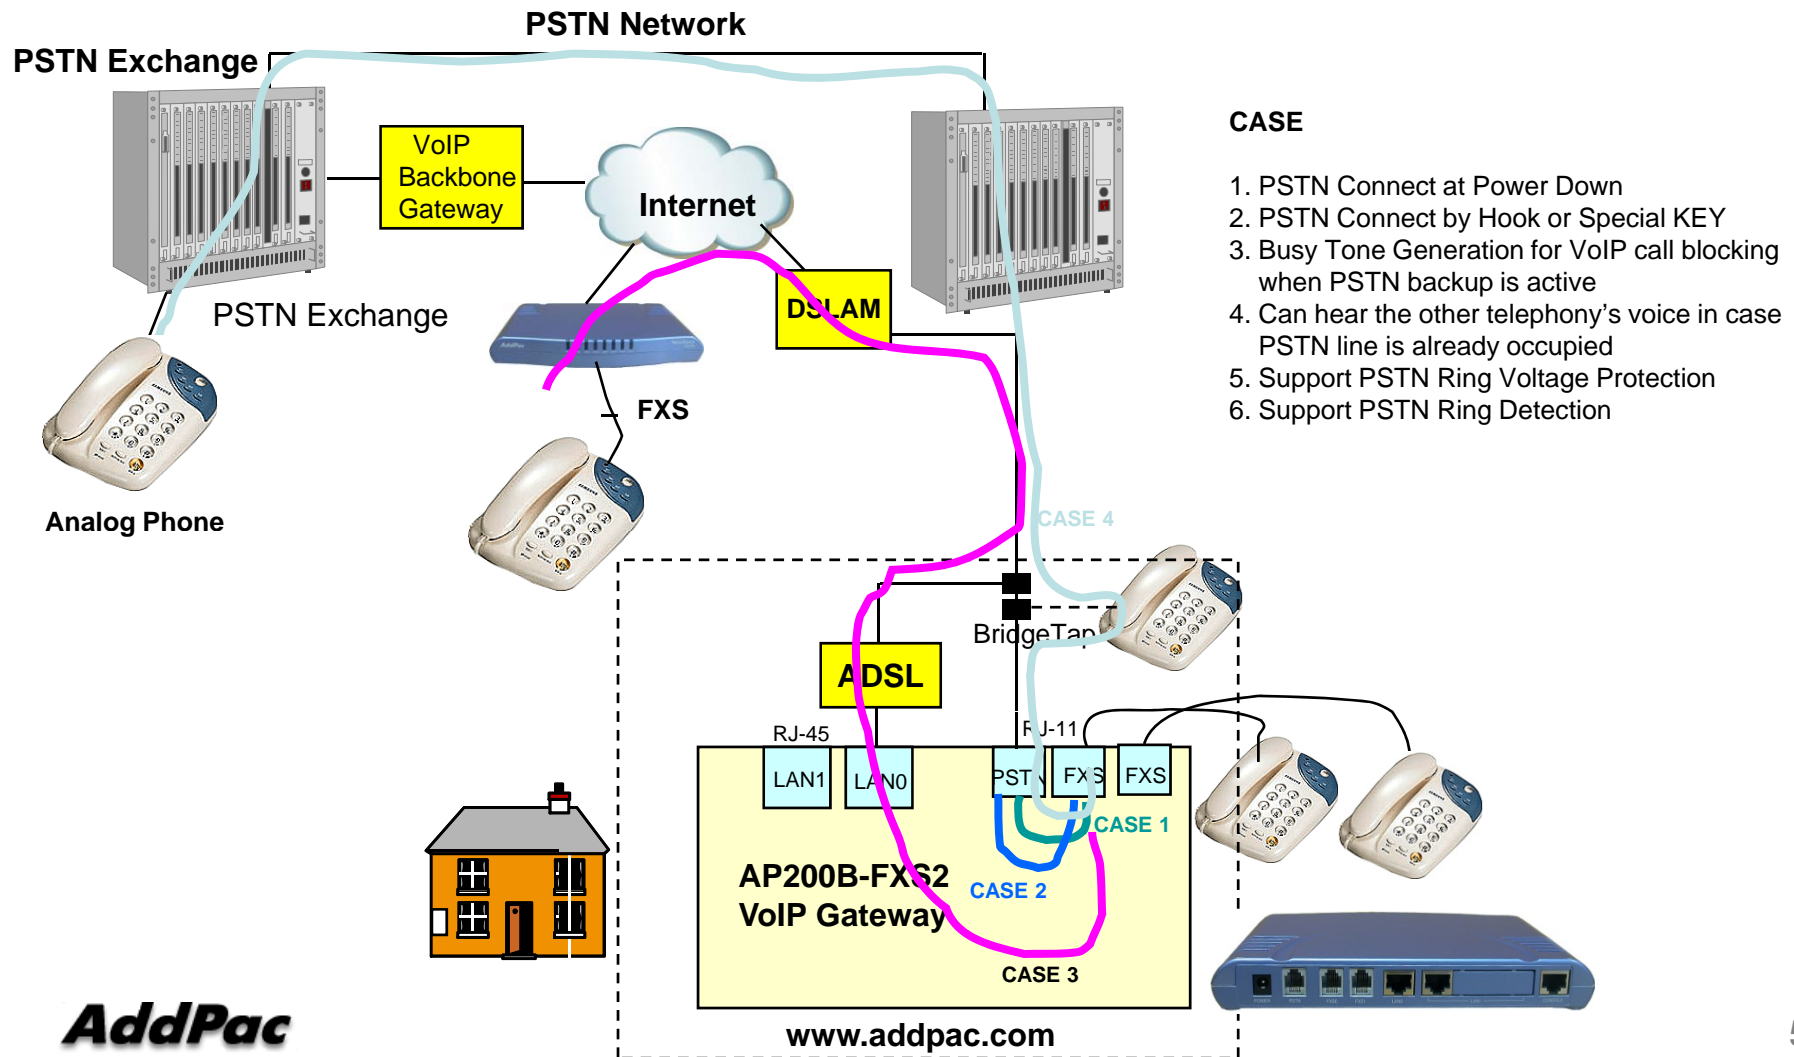 PSTN Network
PSTN Exchange
VoIP
Backbone
Gateway
Internet
CASE
1. PSTN Connect at Power Down
2. PSTN Connect by Hook or Special KEY
3. Busy Tone Generation for VoIP call blocking
when PSTN backup is active
4. Can hear the other telephony's voice in case
PSTN line is already occupied
5. Support PSTN Ring Voltage Protection
6. Support PSTN Ring Detection
PSTN Exchange
DSLAM
AddPac
FXS
Analog Phone
CASE 4
BridgeTap
ADSL
RJ-45
RJ-11
LAN1
LAN0
PSTN
FXS
FXS
CASE 1
CASE 2
AP200B-FXS2
VoIP Gateway
CASE 3
AddPac
www.addpac.com